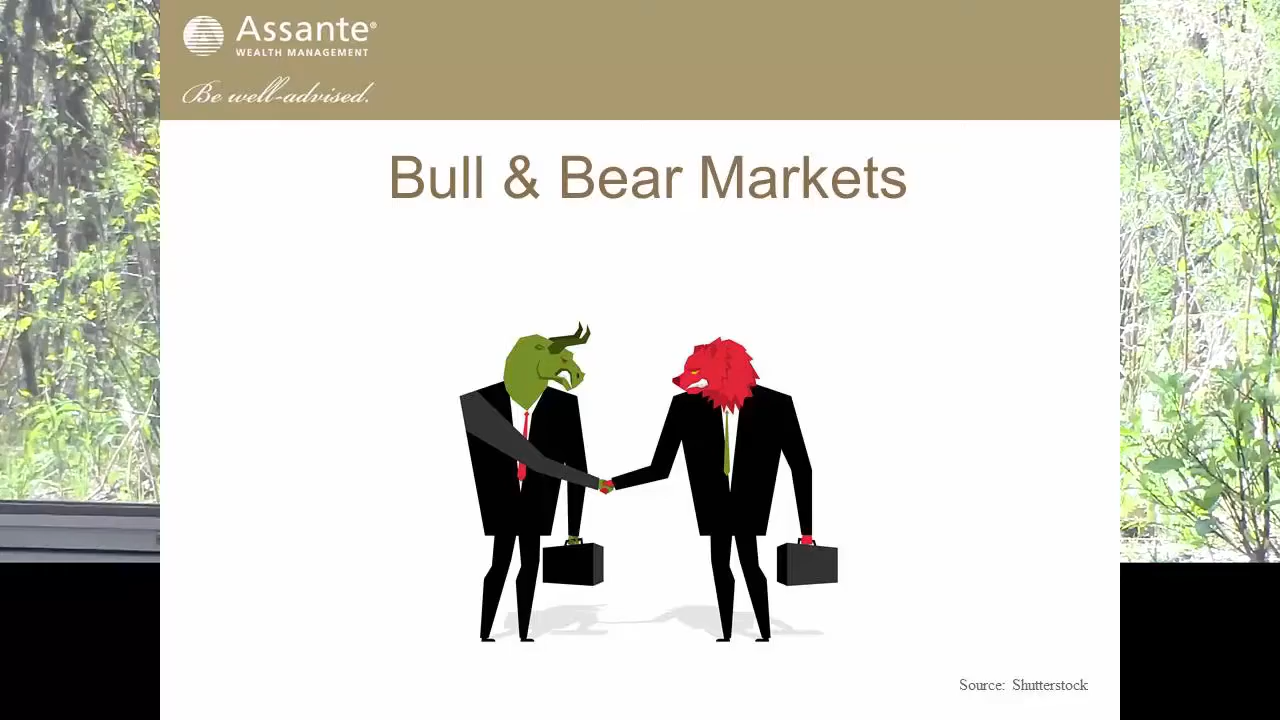 Assante®
WEALTH MANAGEMENT
Be well-advised.
Bull & Bear Markets
Source: Shutterstock